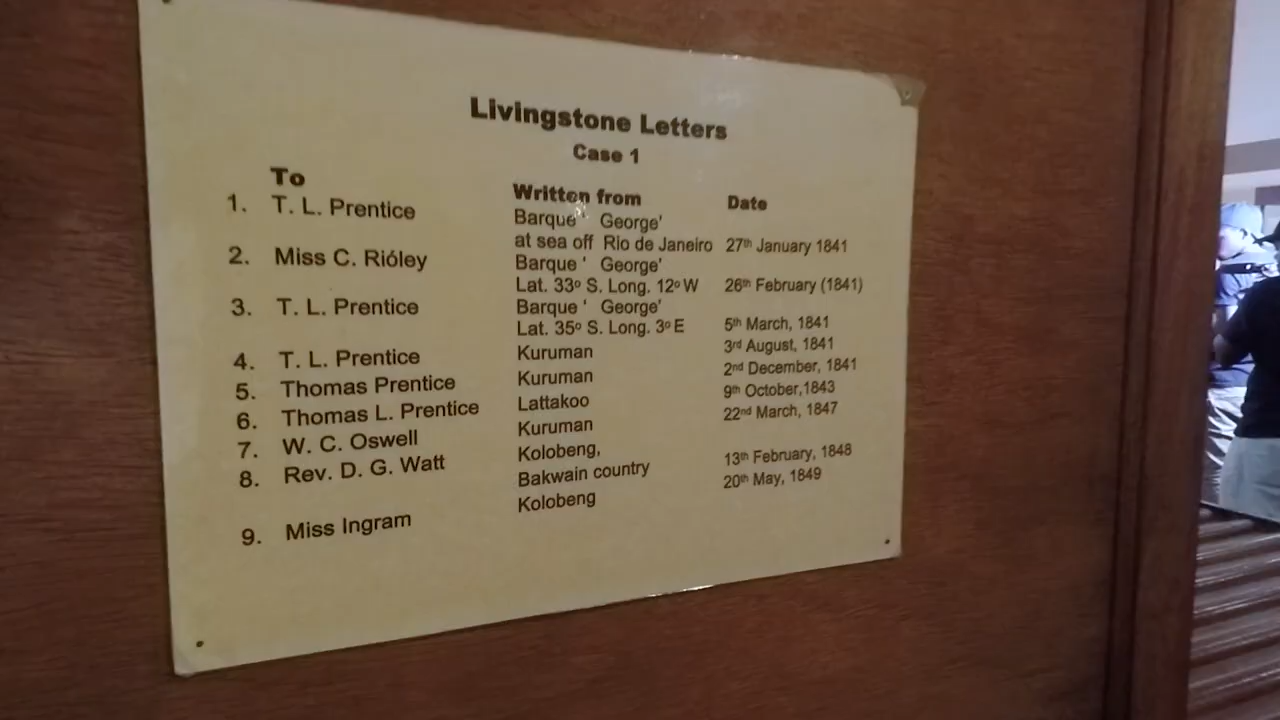 Livingstone Letters
Case 1
To Written from Date
1. T. L. Prentice Barque ' George'
at sea off Rio de Janeiro 27th January 1841
2. Miss C. Rióley Barque ' George'
Lat. 33º S. Long. 12º W 26th February (1841)
3. T. L. Prentice Barque ' George'
Lat. 35º S. Long. 3º E 5th March, 1841
4. T. L. Prentice Kuruman 3rd August, 1841
5. Thomas Prentice Kuruman 2nd December, 1841
6. Thomas L. Prentice Lattakoo 9th October,1843
7. W. C. Oswell Kuruman 22nd March, 1847
8. Rev. D. G. Watt Kolobeng,
Bakwain country 13th February, 1848
9. Miss Ingram Kolobeng 20th May, 1849